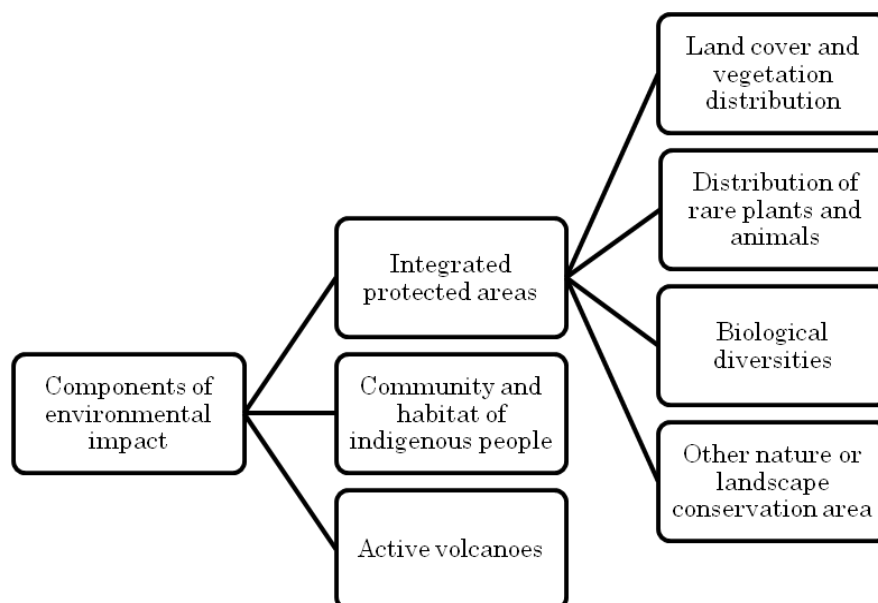 Components of
environmental
impact
Integrated
protected areas
Community and
habitat of
indigenous people
Active volcanoes
Land cover and
vegetation
distribution
Distribution of
rare plants and
animals
Biological
diversities
Other nature or
landscape
conservation area